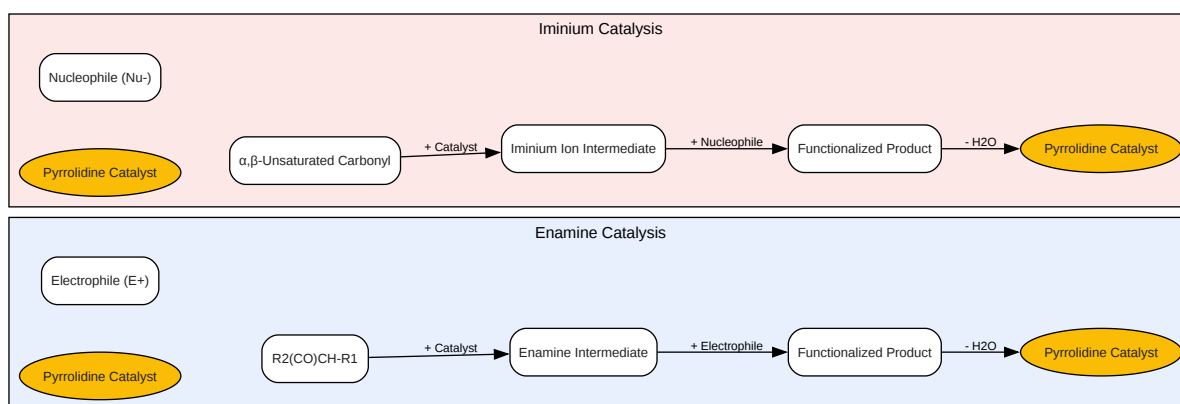 Iminium Catalysis
Nucleophile (Nu-)
Pyrrolidine Catalyst
α,β-Unsaturated Carbonyl
+ Catalyst
Iminium Ion Intermediate
+ Nucleophile
Functionalized Product
- H2O
Pyrrolidine Catalyst
Enamine Catalysis
Electrophile (E+)
Pyrrolidine Catalyst
R2(CO)CH-R1
+ Catalyst
Enamine Intermediate
+ Electrophile
Functionalized Product
- H2O
Pyrrolidine Catalyst